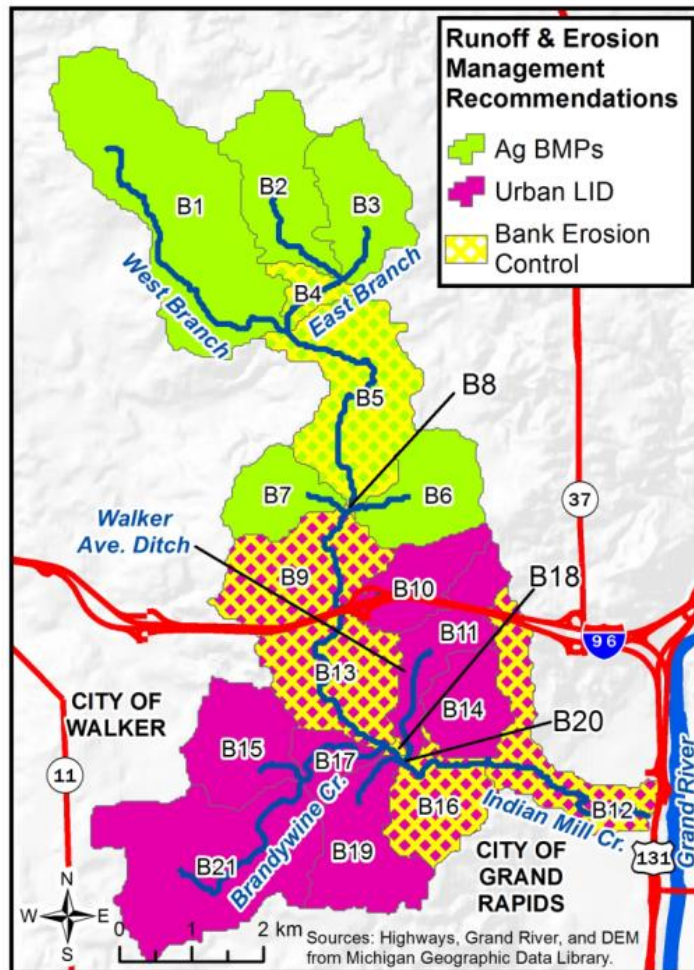 Runoff & Erosion
Management
Recommendations
Ag BMPs
Urban LID
Bank Erosion
Control
B1
B2
B3
B4
West Branch
East Branch
B5
B8
B7
B6
37
Walker
Ave. Ditch
B9
B10
B18
96
B11
B13
CITY OF
WALKER
B14
B20
11
B15
B17
B16
Indian Mill Cr.
B12
Grand River
131
B21
Brandywine Cr.
B19
CITY OF
GRAND
RAPIDS
N
W
E
S
0 1 2 km
Sources: Highways, Grand River, and DEM
from Michigan Geographic Data Library.